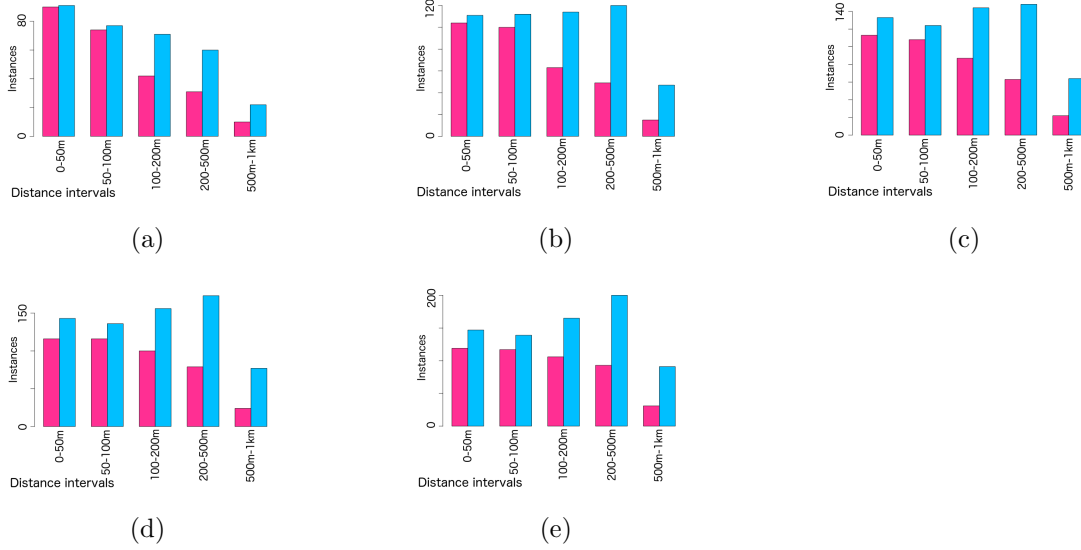 80
Instances
0
0-50m
50-100m
100-200m
200-500m
500m-1km
Distance intervals
(a)
120
Instances
0
0-50m
50-100m
100-200m
200-500m
500m-1km
Distance intervals
(b)
140
Instances
0
0-50m
50-100m
100-200m
200-500m
500m-1km
Distance intervals
(c)
150
Instances
0
0-50m
50-100m
100-200m
200-500m
500m-1km
Distance intervals
(d)
200
Instances
0
0-50m
50-100m
100-200m
200-500m
500m-1km
Distance intervals
(e)